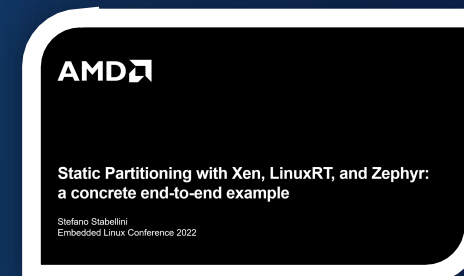 AMD
Static Partitioning with Xen, LinuxRT, and Zephyr:
a concrete end-to-end example
Stefano Stabellini
Embedded Linux Conference 2022